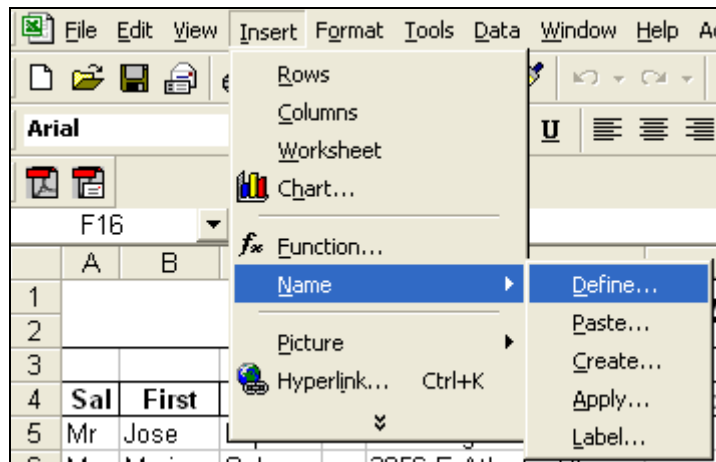 File Edit View Insert Format Tools Data Window Help
Rows
Columns
Arial U
Worksheet
Chart...
F16
fx Function...
A B
Name Define...
1
2 Paste...
Picture
3 Create...
Hyperlink... Ctrl+K
4 Sal First Apply...
5 Mr Jose Label...